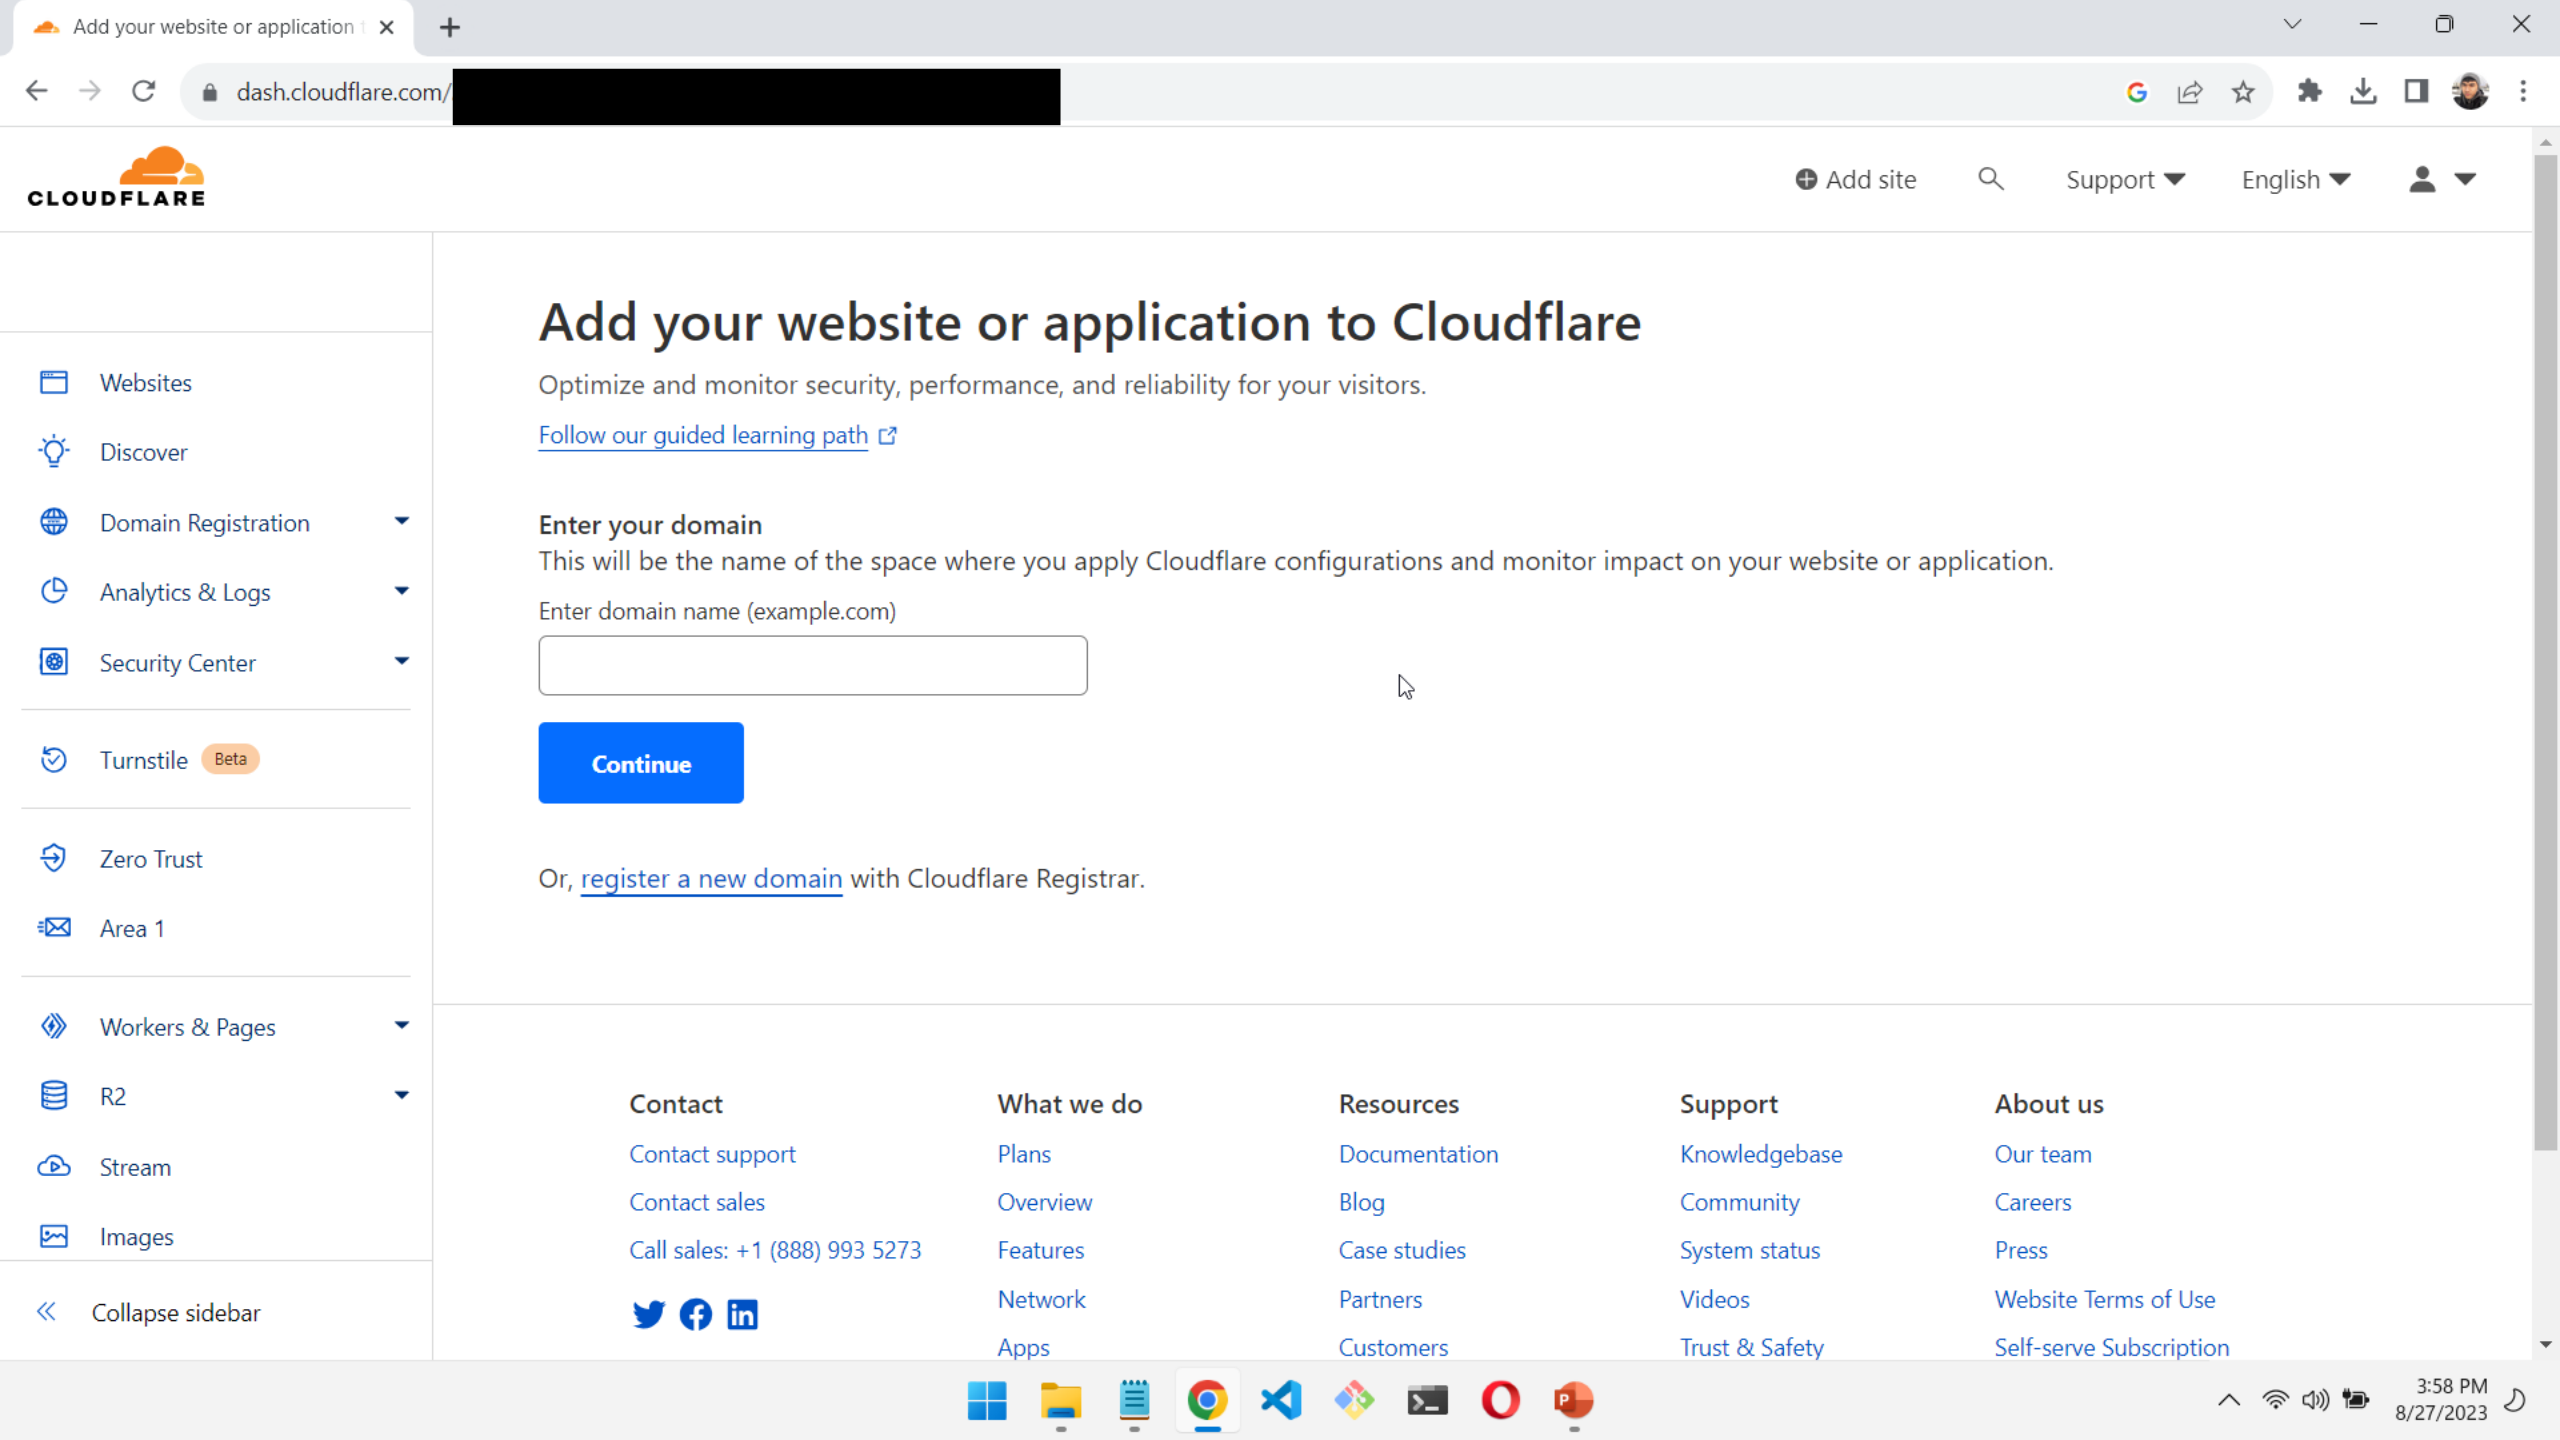 Add your website or application t
dash.cloudflare.com/
CLOUDFLARE
Add site
Support
English
Websites
Discover
Domain Registration
Analytics & Logs
Security Center
Turnstile Beta
Zero Trust
Area 1
Workers & Pages
R2
Stream
Images
Collapse sidebar
Add your website or application to Cloudflare
Optimize and monitor security, performance, and reliability for your visitors.
Follow our guided learning path
Enter your domain
This will be the name of the space where you apply Cloudflare configurations and monitor impact on your website or application.
Enter domain name (example.com)
Continue
Or, register a new domain with Cloudflare Registrar.
Contact
Contact support
Contact sales
Call sales: +1 (888) 993 5273
What we do
Plans
Overview
Features
Network
Apps
Resources
Documentation
Blog
Case studies
Partners
Customers
Support
Knowledgebase
Community
System status
Videos
Trust & Safety
About us
Our team
Careers
Press
Website Terms of Use
Self-serve Subscription
3:58 PM
8/27/2023